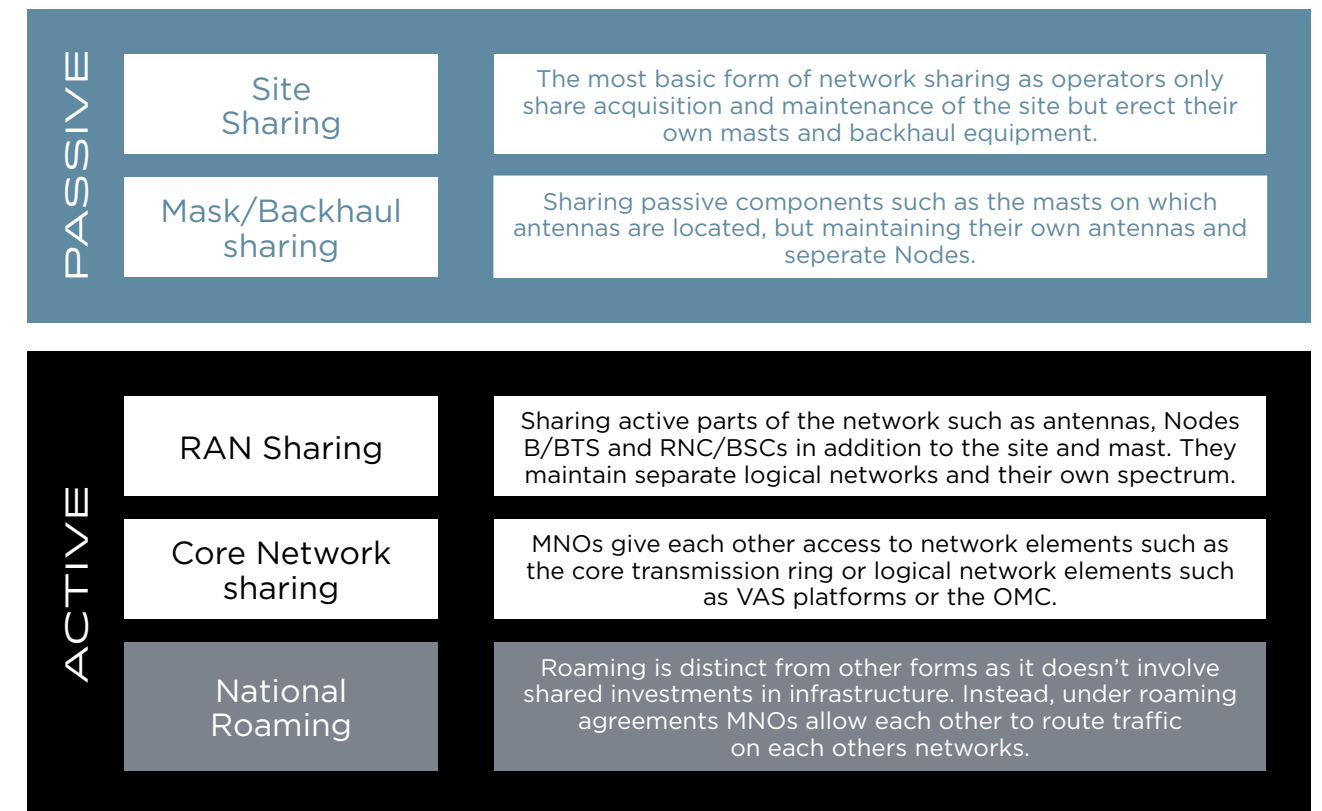 PASSIVE
Site
Sharing
The most basic form of network sharing as operators only
share acquisition and maintenance of the site but erect their
own masts and backhaul equipment.
Mask/Backhaul
sharing
Sharing passive components such as the masts on which
antennas are located, but maintaining their own antennas and
seperate Nodes.
ACTIVE
RAN Sharing
Sharing active parts of the network such as antennas, Nodes
B/BTS and RNC/BSCs in addition to the site and mast. They
maintain separate logical networks and their own spectrum.
Core Network
sharing
MNOs give each other access to network elements such as
the core transmission ring or logical network elements such
as VAS platforms or the OMC.
National
Roaming
Roaming is distinct from other forms as it doesn’t involve
shared investments in infrastructure. Instead, under roaming
agreements MNOs allow each other to route traffic
on each others networks.